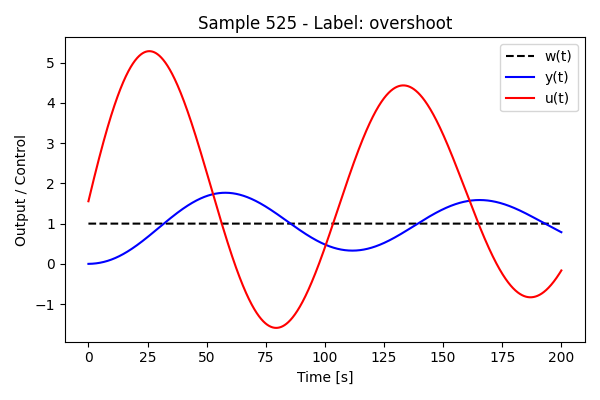 Sample 525 - Label: overshoot
w(t)
y(t)
u(t)
Output / Control
5
4
3
2
1
0
−1
0 25 50 75 100 125 150 175 200
Time [s]